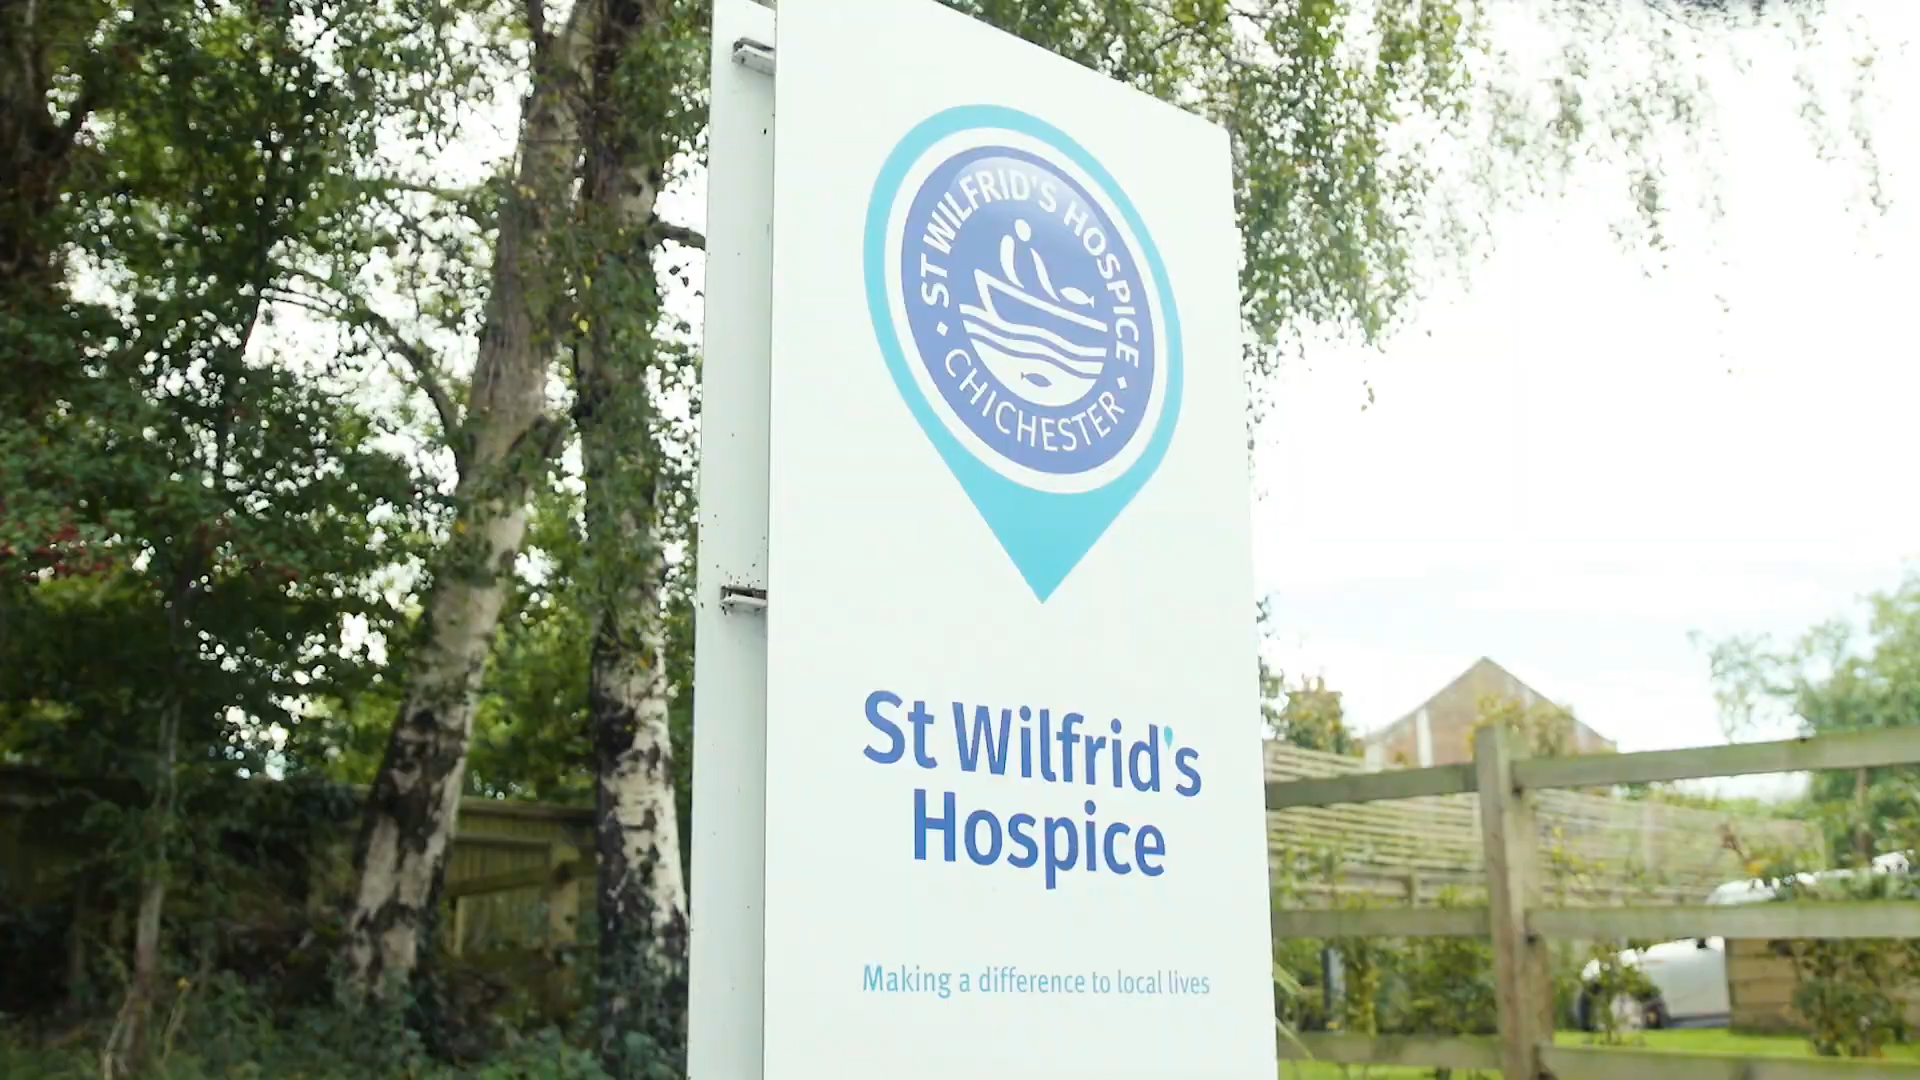 ST WILFRID'S HOSPICE
CHICHESTER
St Wilfrid's
Hospice
Making a difference to local lives